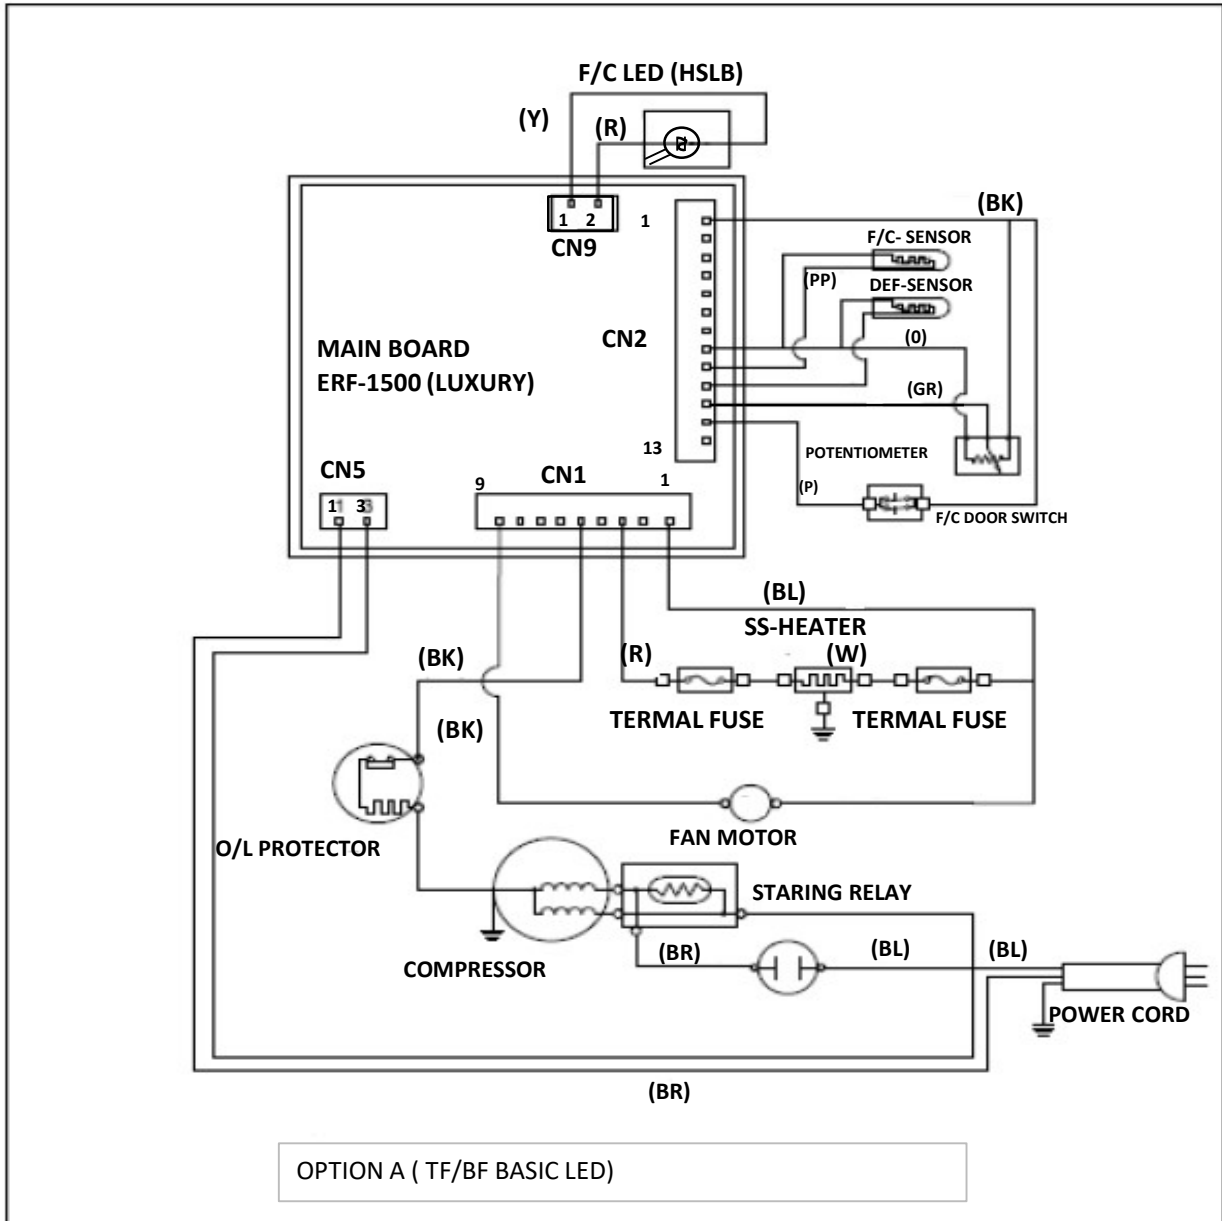 F/C LED (HSLB)
(Y)
(R)
1 2
CN9
1
(BK)
F/C- SENSOR
(PP)
DEF-SENSOR
CN2
(0)
MAIN BOARD
ERF-1500 (LUXURY)
(GR)
13
POTENTIOMETER
CN5
CN1
9
1
(P)
1 3
F/C DOOR SWITCH
(BL)
SS-HEATER
(BK)
(R)
(W)
TERMAL FUSE
TERMAL FUSE
(BK)
FAN MOTOR
O/L PROTECTOR
STARING RELAY
COMPRESSOR
(BR)
(BL)
(BL)
POWER CORD
(BR)
OPTION A ( TF/BF BASIC LED)